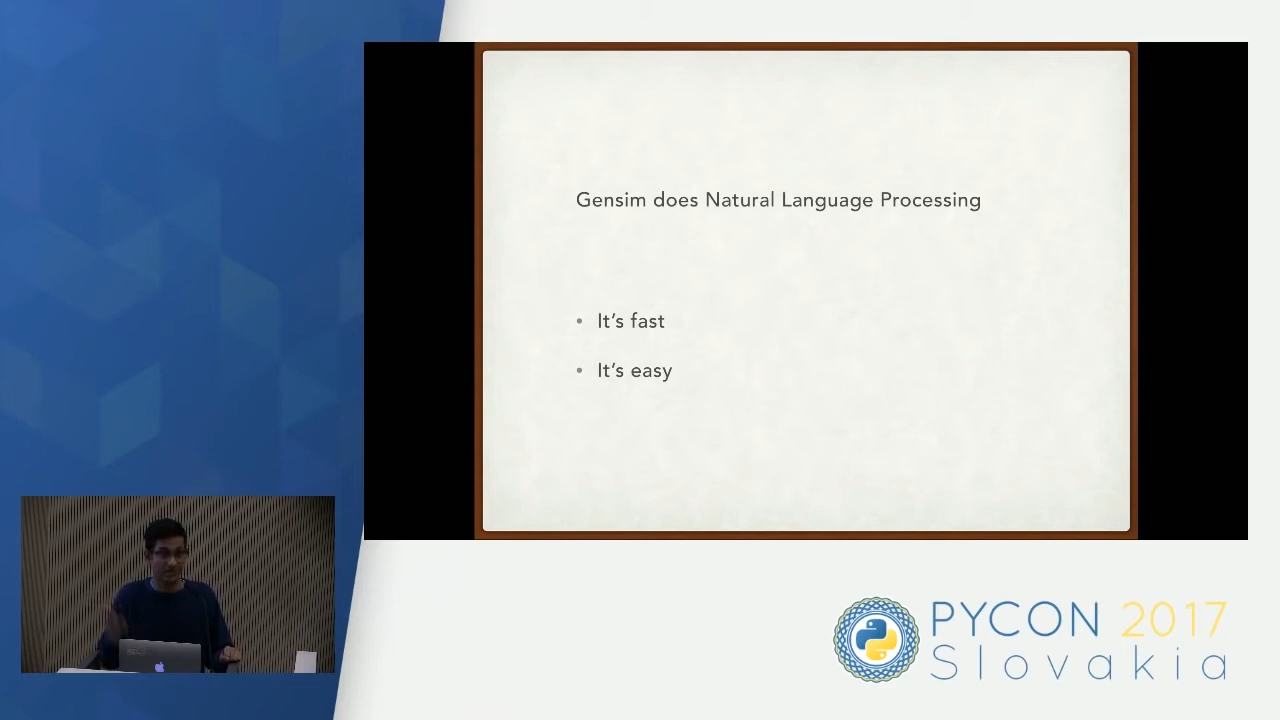 Gensim does Natural Language Processing
• It's fast
• It's easy
PYCON 2017
Slovakia